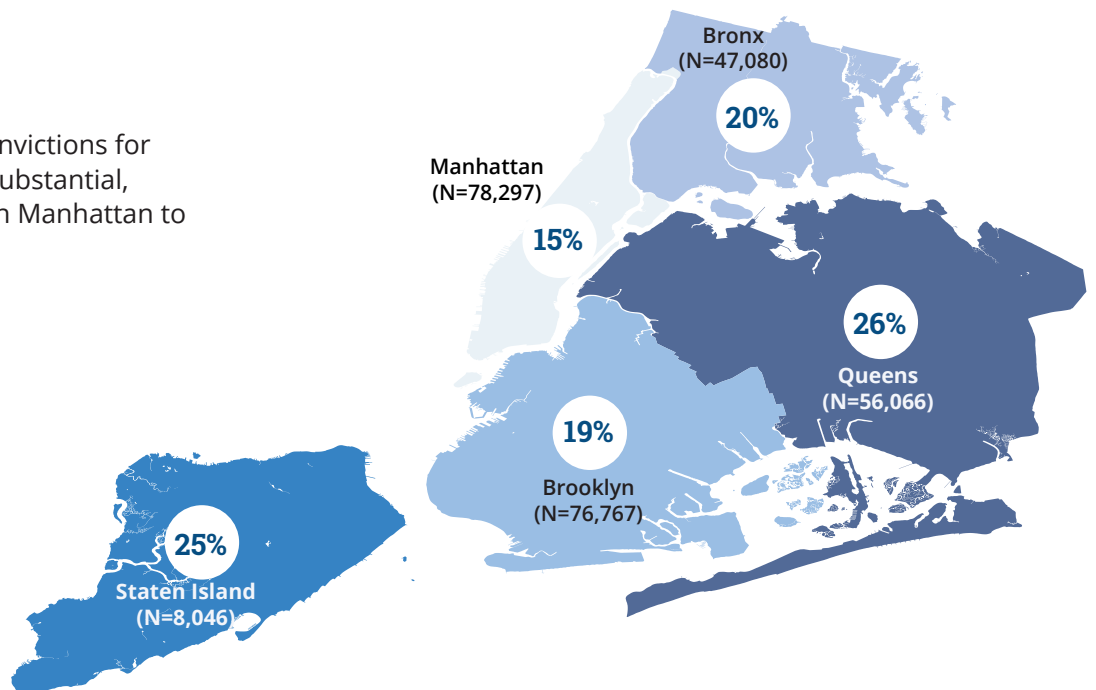 nvictions for
ubstantial,
n Manhattan to
Bronx
(N=47,080)
20%
Manhattan
(N=78,297)
15%
26%
Queens
(N=56,066)
19%
Brooklyn
(N=76,767)
25%
Staten Island
(N=8,046)